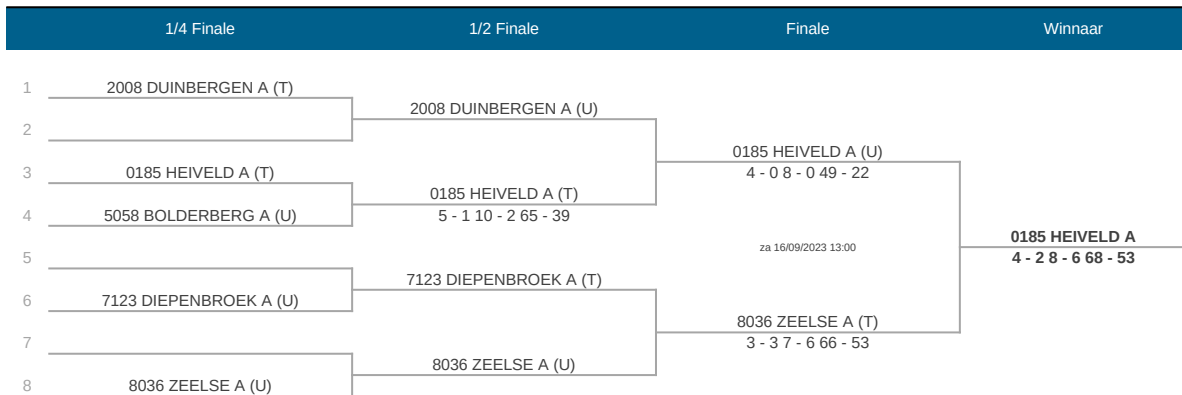 1/4 Finale 1/2 Finale Finale Winnaar
1 2008 DUINBERGEN A (T)
2008 DUINBERGEN A (U)
2
0185 HEIVELD A (U)
3 0185 HEIVELD A (T) 4 - 0 8 - 0 49 - 22
0185 HEIVELD A (T)
4 5058 BOLDERBERG A (U) 5 - 1 10 - 2 65 - 39
0185 HEIVELD A
za 16/09/2023 13:00
5 4 - 2 8 - 6 68 - 53
7123 DIEPENBROEK A (T)
6 7123 DIEPENBROEK A (U)
8036 ZEELSE A (T)
7 3 - 3 7 - 6 66 - 53
8036 ZEELSE A (U)
8 8036 ZEELSE A (U)